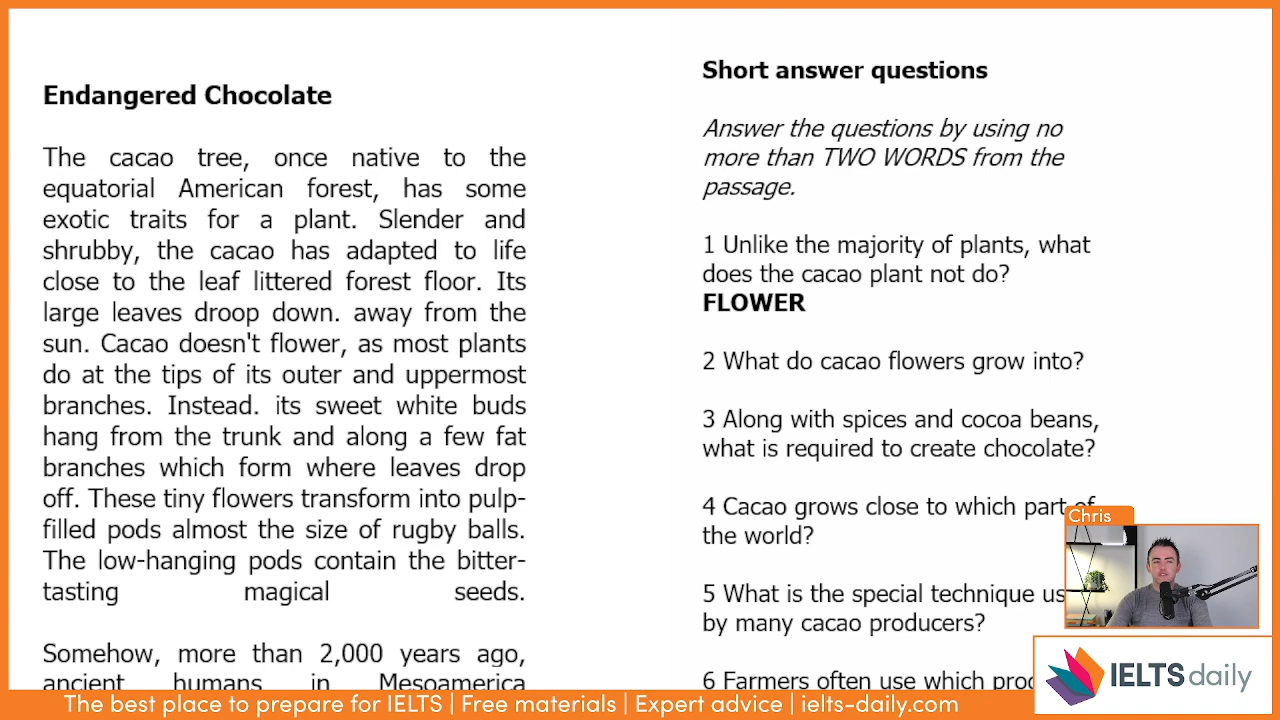 Endangered Chocolate
The cacao tree, once native to the
equatorial American forest, has some
exotic traits for a plant. Slender and
shrubby, the cacao has adapted to life
close to the leaf littered forest floor. Its
large leaves droop down. away from the
sun. Cacao doesn't flower, as most plants
do at the tips of its outer and uppermost
branches. Instead. its sweet white buds
hang from the trunk and along a few fat
branches which form where leaves drop
off. These tiny flowers transform into pulp-
filled pods almost the size of rugby balls.
The low-hanging pods contain the bitter-
tasting magical seeds.
Somehow, more than 2,000 years ago,
ancient humans in Mesoamerica
Short answer questions
Answer the questions by using no
more than TWO WORDS from the
passage.
1 Unlike the majority of plants, what
does the cacao plant not do?
FLOWER
2 What do cacao flowers grow into?
3 Along with spices and cocoa beans,
what is required to create chocolate?
4 Cacao grows close to which part of
the world?
5 What is the special technique
by many cacao producers?
6 Farmers often use which
Chris
IELTS daily
The best place to prepare for IELTS | Free materials | Expert advice | ielts-daily.com